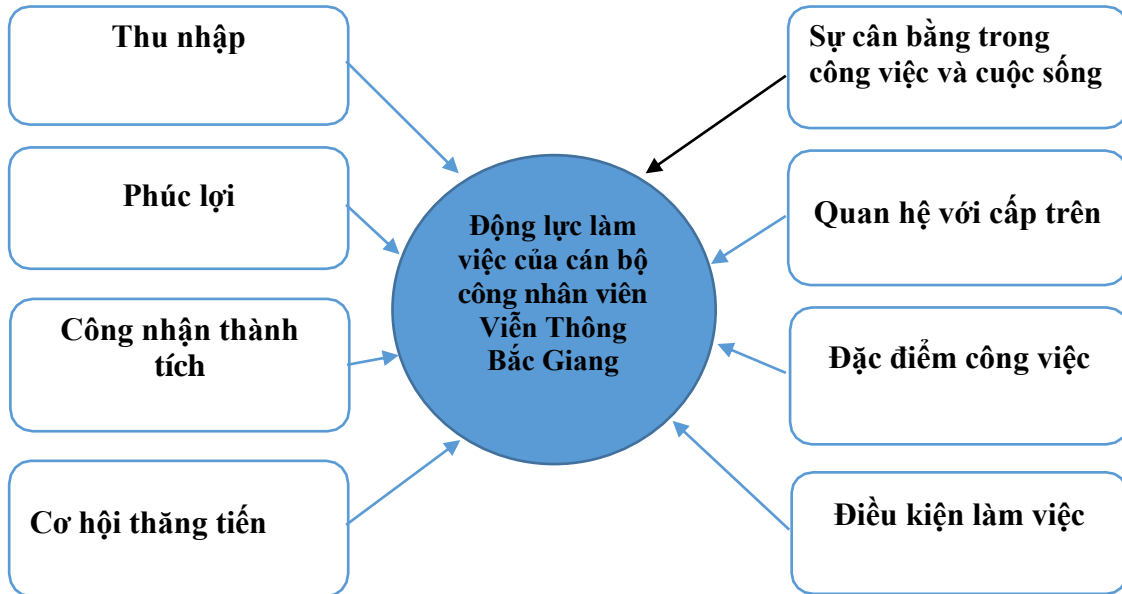 Thu nhập
Phúc lợi
Công nhận thành
tích
Cơ hội thăng tiến
Động lực làm
việc của cán bộ
công nhân viên
Viễn Thông
Bắc Giang
Sự cân bằng trong
công việc và cuộc sống
Quan hệ với cấp trên
Đặc điểm công việc
Điều kiện làm việc